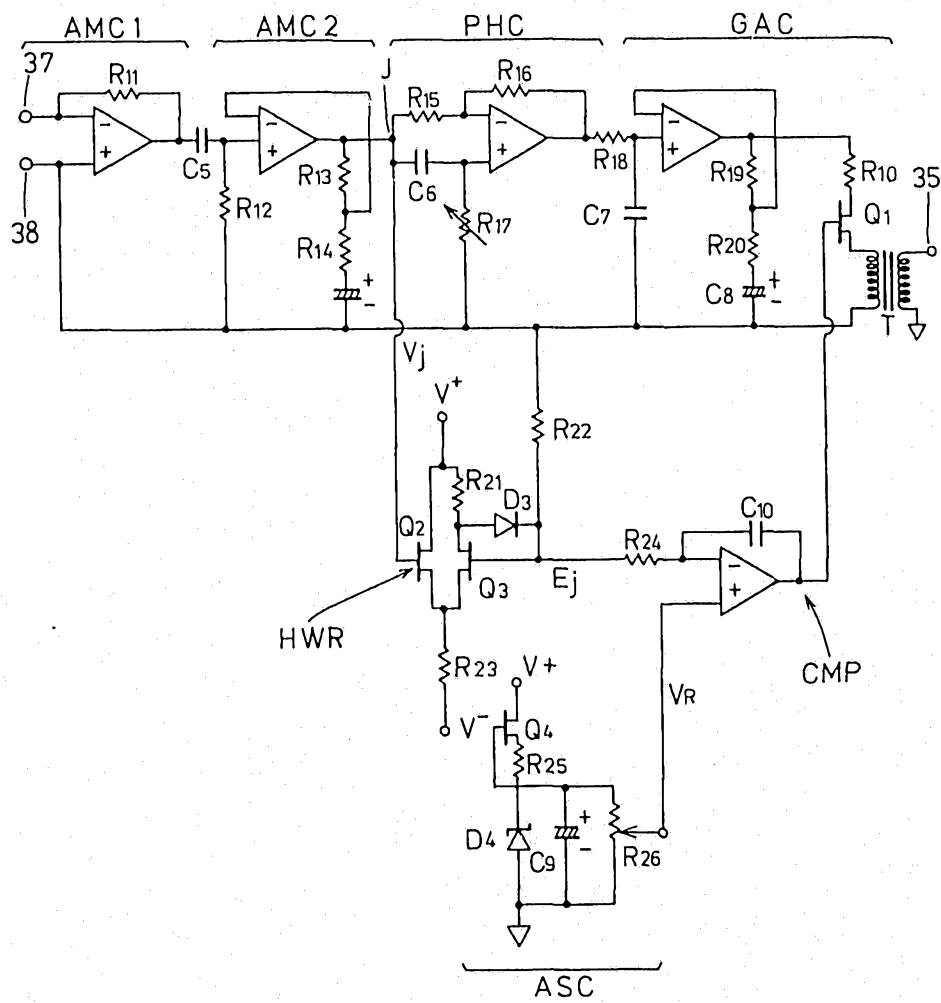 AMC1
AMC2
PHC
GAC
37
J
R11
R15
R16
-
+
-
+
-
+
-
+
C5
R13
C6
R18
R19
R10
35
R12
R17
C7
Q1
38
R14
R20
+
-
C8
+
-
T
Vj
V+
R22
R21
D3
C10
Q2
R24
Q3
Ej
-
+
HWR
CMP
R23
V+
VR
V-
Q4
R25
+
-
D4
C9
R26
ASC